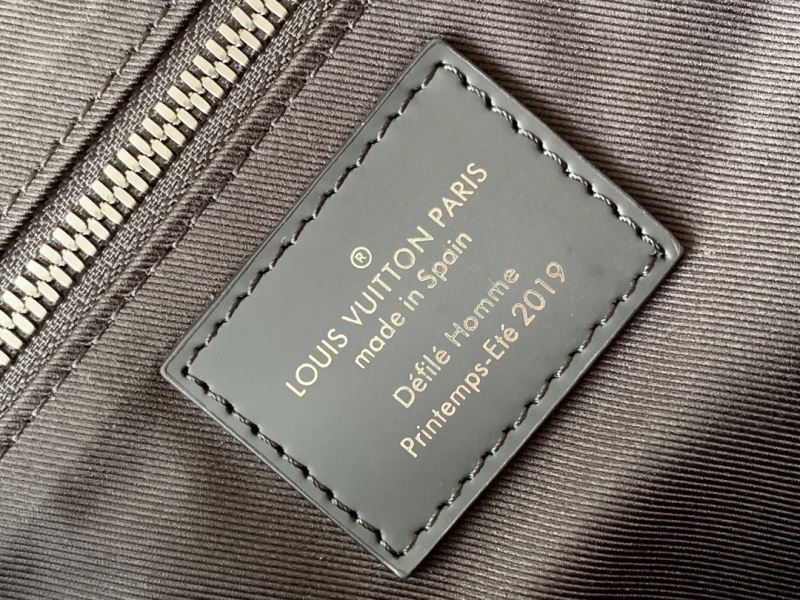 ®
LOUIS VUITTON PARIS
made in Spain
Défilé Homme
Printemps-Eté 2019